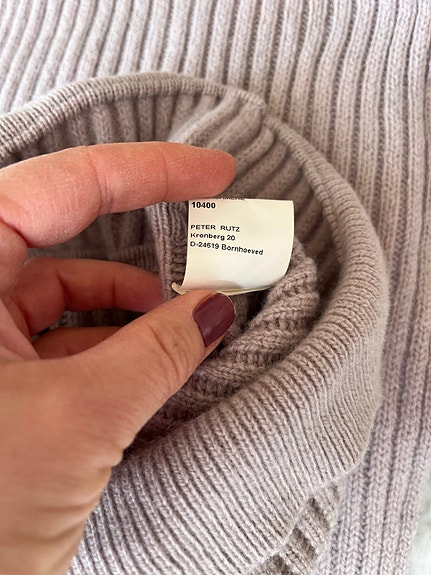 10400
PETER RUTZ
Kronberg 20
D-24619 Bornhoeved